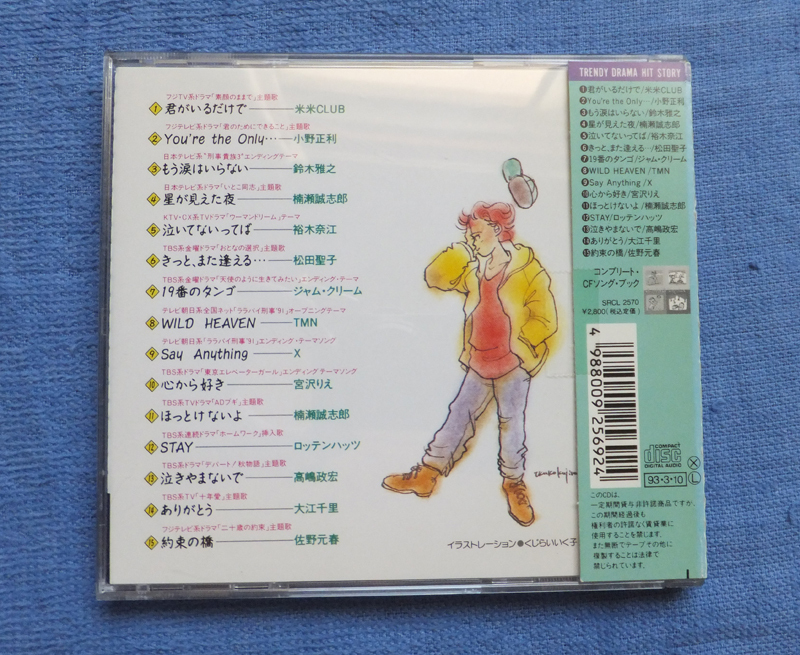 フジTV系ドラマ「素顔のままで」主題歌
1 君がいるだけで 米米CLUB
フジテレビ系ドラマ「君のためにできること」主題歌
2 You're the Only… 小野正利
日本テレビ系"刑事貴族3"エンディングテーマ
3 もう涙はいらない 鈴木雅之
日本テレビ系ドラマ「いとこ同志」主題歌
4 星が見えた夜 楠瀬誠志郎
KTV・CX系TVドラマ「ウーマンドリーム」テーマ
5 泣いてないってば 裕木奈江
TBS系金曜ドラマ「おとなの選択」主題歌
6 きっと、また逢える… 松田聖子
TBS系金曜ドラマ「天使のように生きてみたい」エンディング・テーマ
7 19番のタンゴ ジャム・クリーム
テレビ朝日系全国ネット「ララバイ刑事'91」オープニングテーマ
8 WILD HEAVEN TMN
テレビ朝日系「ララバイ刑事'91」エンディング・テーマソング
9 Say Anything X
TBS系ドラマ「東京エレベーターガール」エンディングテーマソング
10 心から好き 宮沢りえ
TBS系TVドラマ「ADブギ」主題歌
11 ほっとけないよ 楠瀬誠志郎
TBS系連続ドラマ「ホームワーク」挿入歌
12 STAY ロッテンハッツ
TBS系ドラマ「デパート!秋物語」主題歌
13 泣きやまないで 高嶋政宏
TBS系TV「十年愛」主題歌
14 ありがとう 大江千里
フジテレビ系ドラマ「二十歳の約束」主題歌
15 約束の橋 佐野元春
イラストレーション●くじらいいく子
TRENDY DRAMA HIT STORY
①君がいるだけで/米米CLUB
②You're the Only…/小野正利
③もう涙はいらない/鈴木雅之
④星が見えた夜/楠瀬誠志郎
⑤泣いてないってば/裕木奈江
⑥きっと、また逢える…/松田聖子
⑦19番のタンゴ/ジャム・クリーム
⑧WILD HEAVEN/TMN
⑨Say Anything/X
⑩心から好き/宮沢りえ
⑪ほっとけないよ/楠瀬誠志郎
⑫STAY/ロッテンハッツ
⑬泣きやまないで/高嶋政宏
⑭ありがとう/大江千里
⑮約束の橋/佐野元春
コンプリート・
CFソング・ブック
SRCL 2570
¥2,800(税込定価)
4 988009 256924
COMPACT
disc
DIGITAL AUDIO
X
93・3・10 L
このCDは、
一定期間貸与非許諾商品ですが、
この期間経過後も
権利者の許諾なく賃貸業に
使用することを禁じます。
また無断でテープその他に
複製することは法律で
禁じられています。